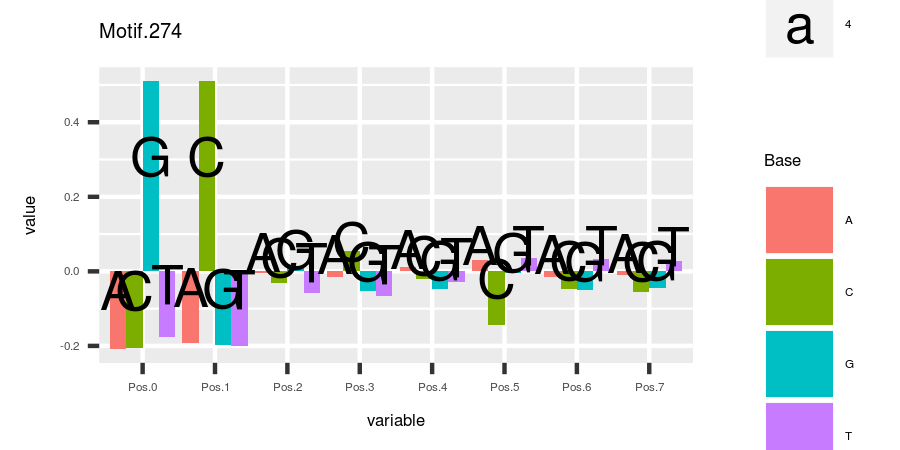 Motif.274
a 4
value
0.4
0.2
0.0
-0.2
G C
A C T A G T A C G T A C G T A C G T A C G T A C G T A C G T
Pos.0 Pos.1 Pos.2 Pos.3 Pos.4 Pos.5 Pos.6 Pos.7
variable
Base
A
C
G
T